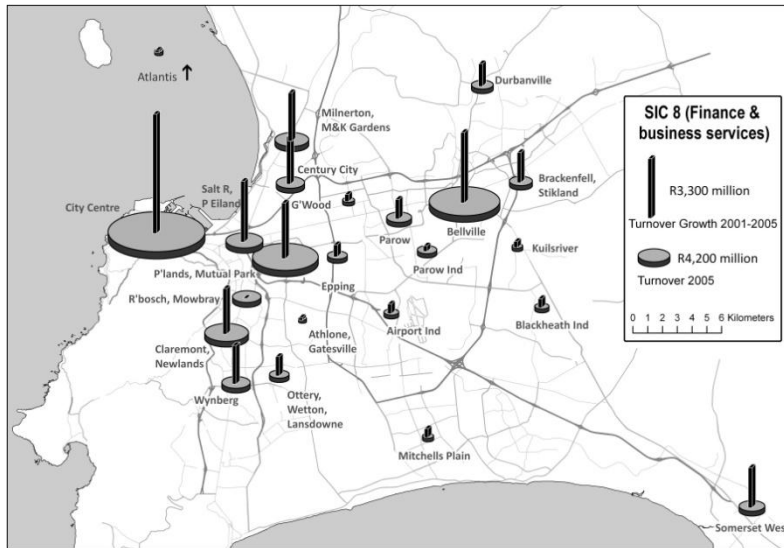 Atlantis
Durbanville
Milnerton,
M&K Gardens
SIC 8 (Finance &
business services)
R3,300 million
Turnover Growth 2001-2005
R4,200 million
Turnover 2005
0 1 2 3 4 5 6 Kilometers
Century City
Salt R,
P Eiland
City Centre
G'Wood
Brackenfell,
Stikland
Parow
Bellville
Parow Ind
Kuilsriver
P'lands, Mutual Park
Epping
R'bosch, Mowbray
Athlone,
Gatesville
Airport Ind
Blackheath Ind
Claremont,
Newlands
Wynberg
Ottery,
Wetton,
Lansdowne
Mitchells Plain
Somerset Wes